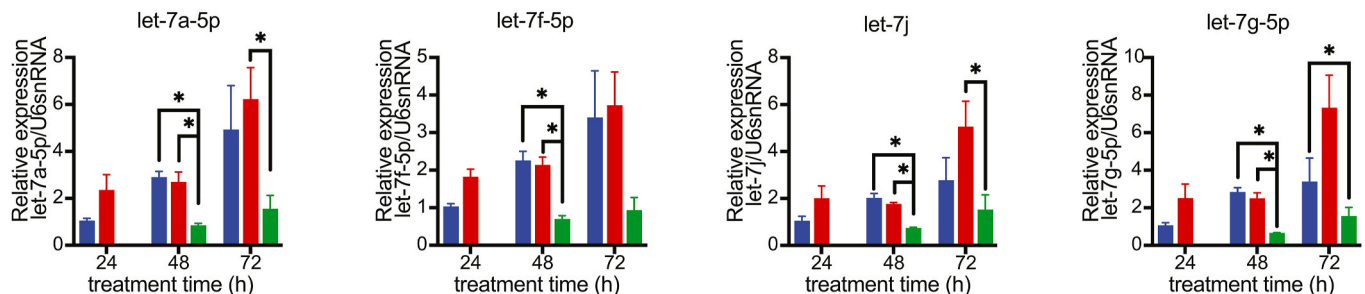 let-7a-5p
Relative expression
let-7a-5p/U6snRNA
8
6
4
2
0
*
*
*
24 48 72
treatment time (h)
let-7f-5p
Relative expression
let-7f-5p/U6snRNA
5
4
3
2
1
0
*
*
24 48 72
treatment time (h)
let-7j
Relative expression
let-7j/U6snRNA
8
6
4
2
0
*
*
*
24 48 72
treatment time (h)
let-7g-5p
Relative expression
let-7g-5p/U6snRNA
10
8
6
4
2
0
*
*
*
24 48 72
treatment time (h)